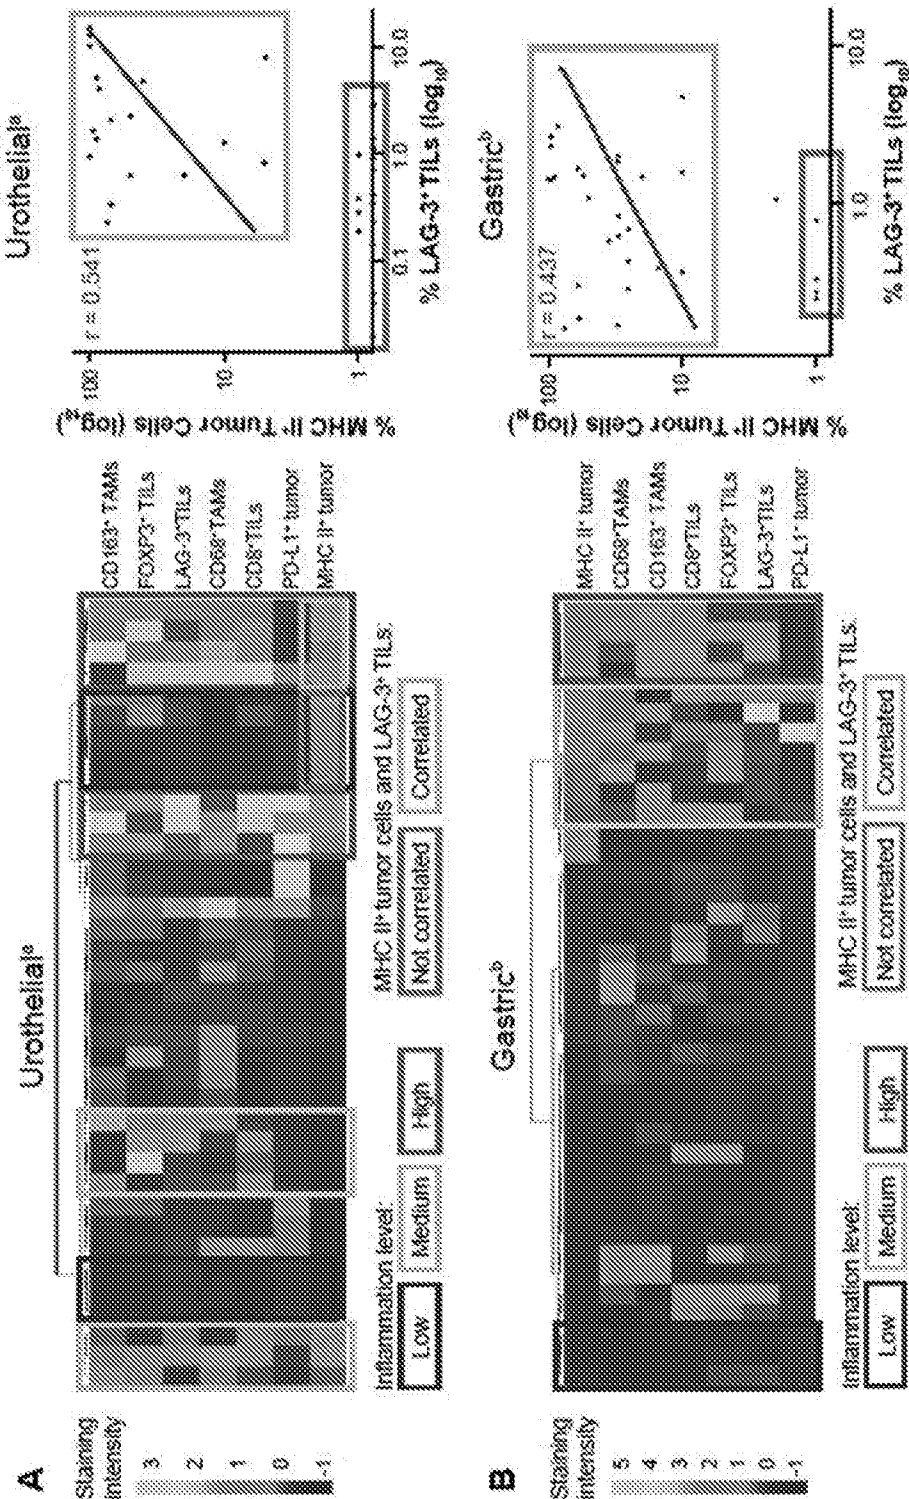 A
Urothelialᵃ
Staining
intensity
3
2
1
0
-1
CD163⁺ TAMs
FOXP3⁺ TILs
LAG-3⁺TILs
CD68⁺TAMs
CD8⁺TILs
PD-L1⁺ tumor
MHC II⁺ tumor
Inflammation level:
Low
Medium
High
MHC II⁺ tumor cells and LAG-3⁺ TILs:
Not correlated
Correlated
Urothelialᵃ
r = 0.541
% MHC II⁺ Tumor Cells (log₁₀)
100
10
1
0.1
1.0
10.0
% LAG-3⁺ TILs (log₁₀)
B
Gastricᵇ
Staining
intensity
5
4
3
2
1
0
-1
MHC II⁺ tumor
CD68⁺TAMs
CD163⁺ TAMs
CD8⁺TILs
FOXP3⁺ TILs
LAG-3⁺TILs
PD-L1⁺ tumor
Inflammation level:
Low
Medium
High
MHC II⁺ tumor cells and LAG-3⁺ TILs:
Not correlated
Correlated
Gastricᵇ
r = 0.437
% MHC II⁺ Tumor Cells (log₁₀)
100
10
1
1.0
10.0
% LAG-3⁺ TILs (log₁₀)